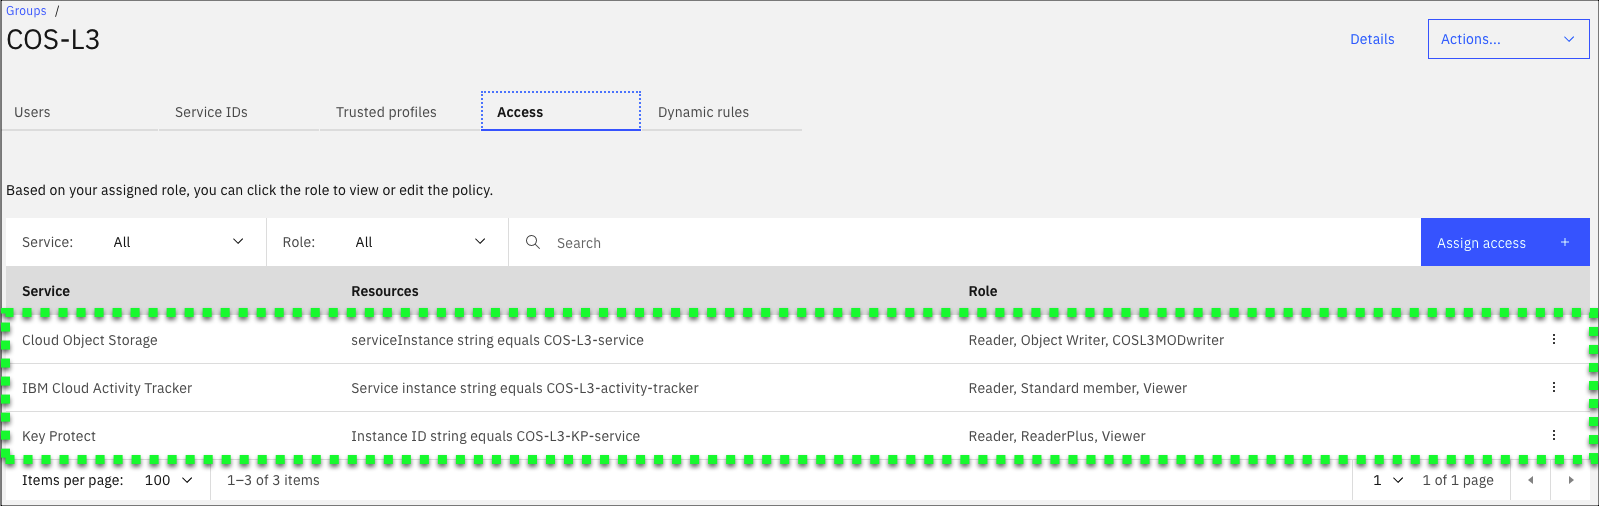 Groups /
COS-L3
Details Actions...
Users Service IDs Trusted profiles Access Dynamic rules
Based on your assigned role, you can click the role to view or edit the policy.
Service: All Role: All Search Assign access +
Service Resources Role
Cloud Object Storage serviceInstance string equals COS-L3-service Reader, Object Writer, COSL3MODwriter
IBM Cloud Activity Tracker Service instance string equals COS-L3-activity-tracker Reader, Standard member, Viewer
Key Protect Instance ID string equals COS-L3-KP-service Reader, ReaderPlus, Viewer
Items per page: 100 1–3 of 3 items 1 1 of 1 page